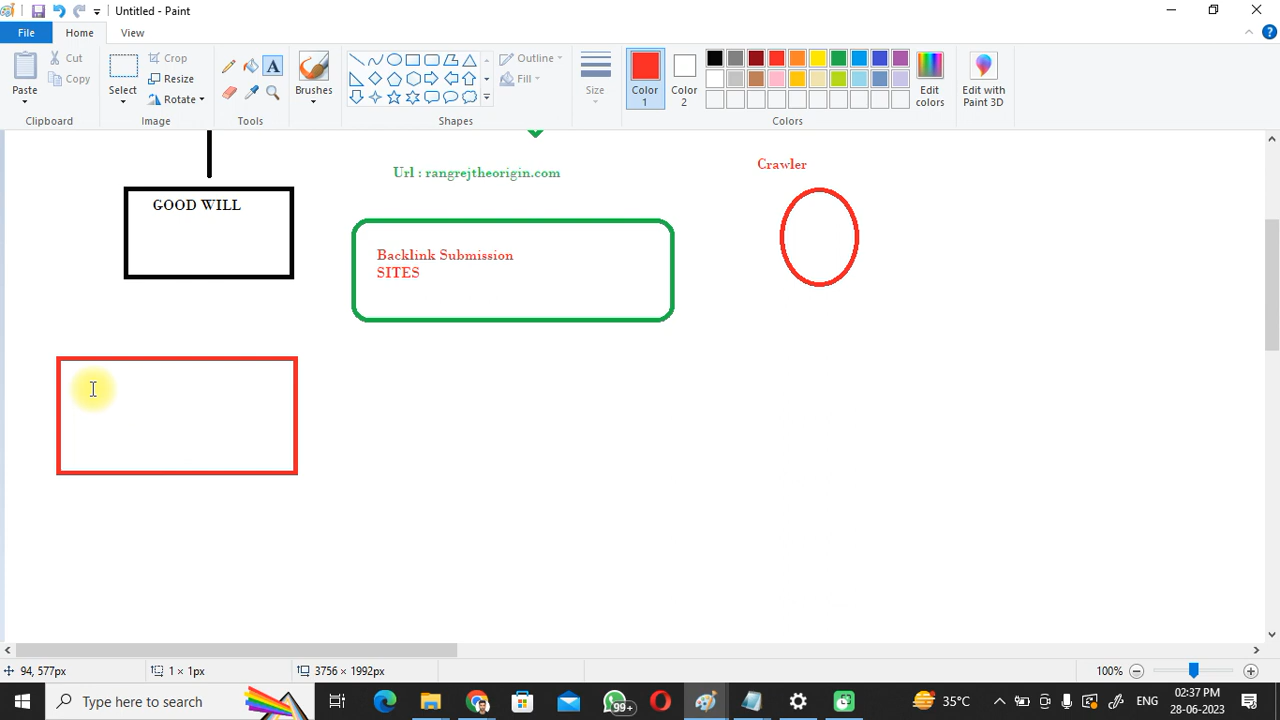 Untitled - Paint
File
Home
View
Paste
Cut
Copy
Clipboard
Select
Crop
Resize
Rotate
Image
A
Tools
Brushes
Shapes
Outline
Fill
Size
Color 1
Color 2
Edit colors
Edit with Paint 3D
Colors
GOOD WILL
Url : rangrejtheorigin.com
Crawler
Backlink Submission
SITES
94, 577px
1 × 1px
3756 × 1992px
100%
Type here to search
99+
35°C
ENG
02:37 PM
28-06-2023